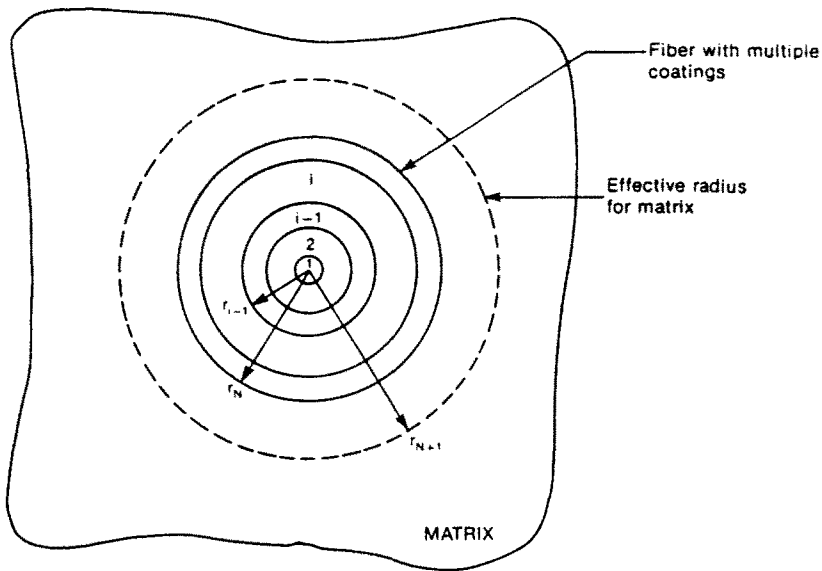 Fiber with multiple
coatings
Effective radius
for matrix
i
i-1
2
1
r_{i-1}
r_N
r_{N+1}
MATRIX